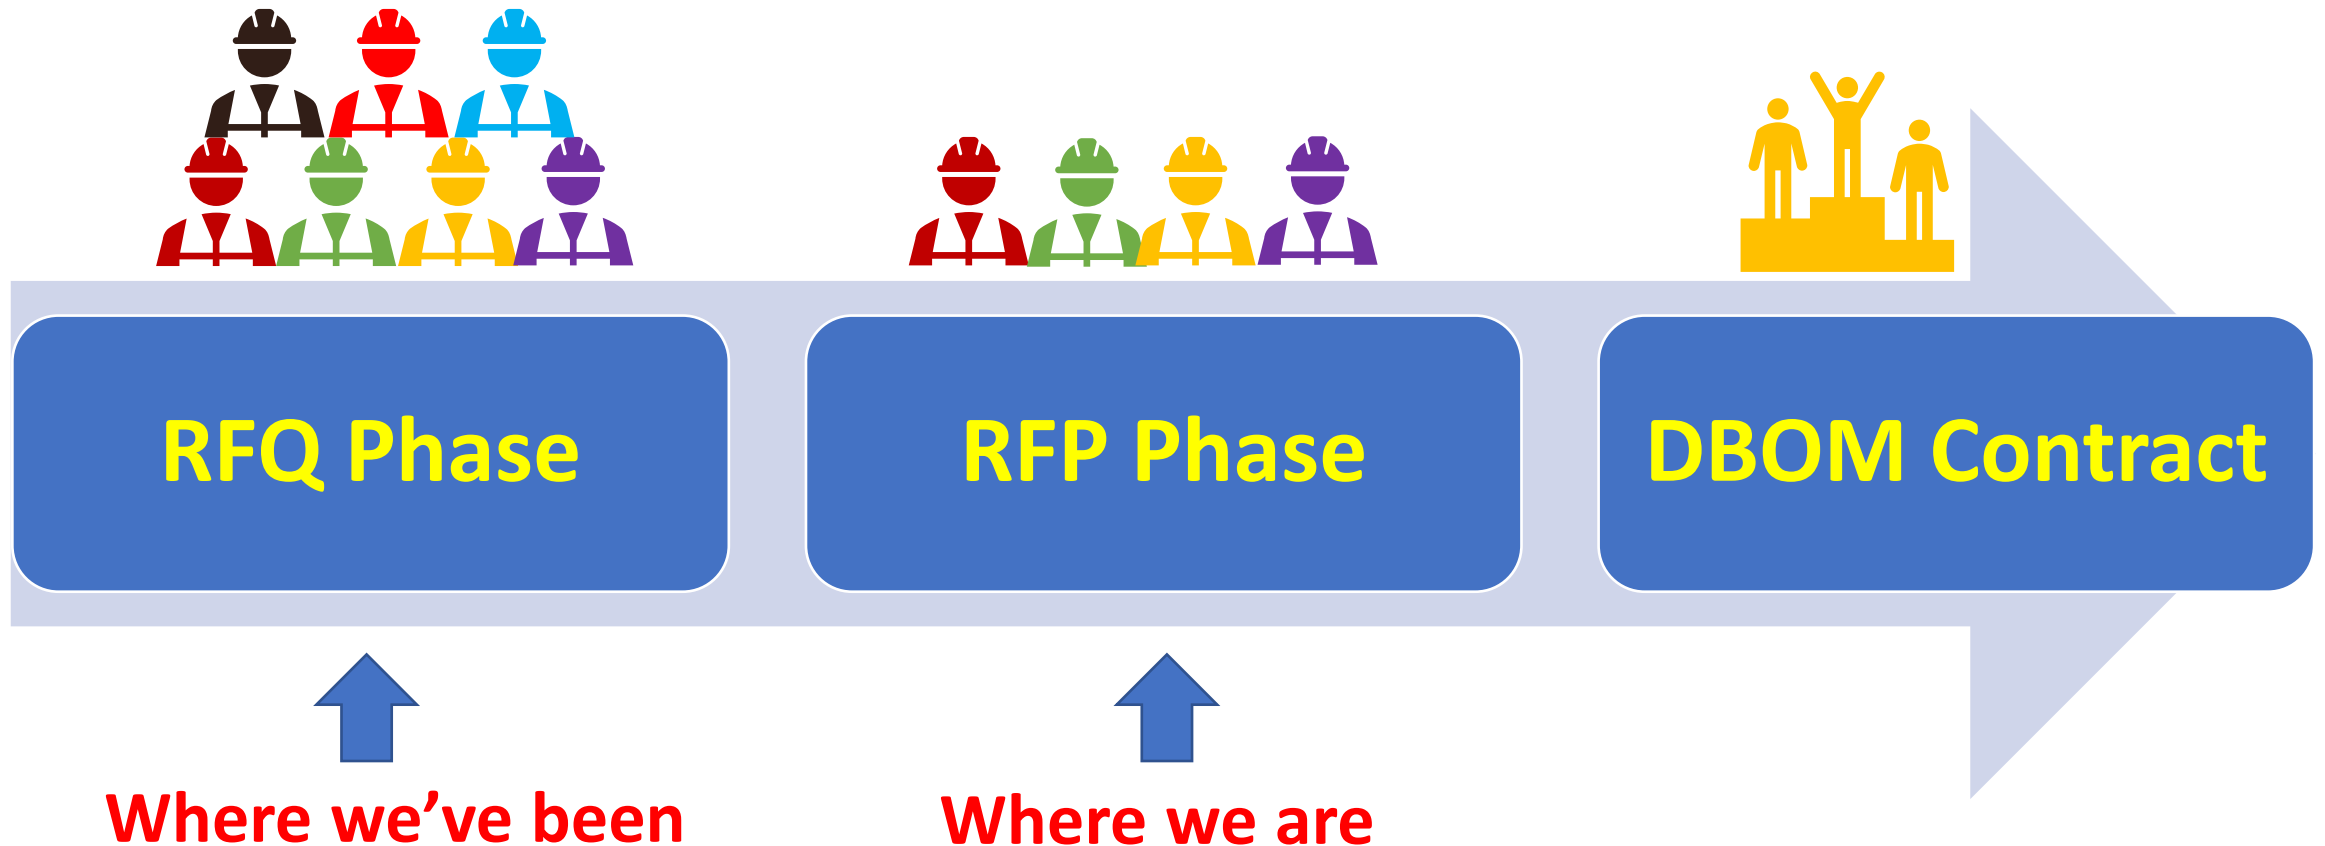 RFQ Phase
RFP Phase
DBOM Contract
Where we’ve been
Where we are